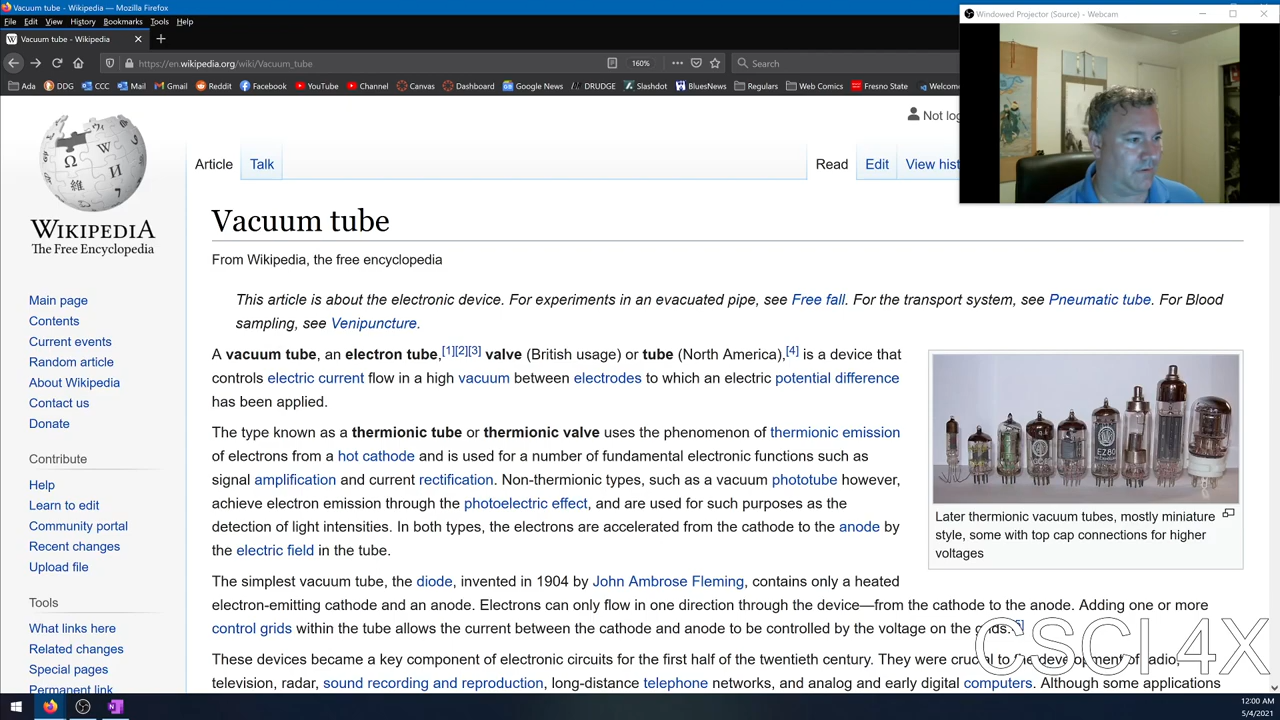 Vacuum tube - Wikipedia — Mozilla Firefox
File Edit View History Bookmarks Tools Help
Windowed Projector (Source) - Webcam
Vacuum tube - Wikipedia
https://en.wikipedia.org/wiki/Vacuum_tube
160%
Search
Ada DDG CCC Mail Gmail Reddit Facebook YouTube Channel Canvas Dashboard Google News DRUDGE Slashdot BluesNews Regulars Web Comics Fresno State Welcome
Not log
Article Talk
Read Edit View hist
WIKIPEDIA
The Free Encyclopedia
Main page
Contents
Current events
Random article
About Wikipedia
Contact us
Donate
Contribute
Help
Learn to edit
Community portal
Recent changes
Upload file
Tools
What links here
Related changes
Special pages
Permanent link
Vacuum tube
From Wikipedia, the free encyclopedia
This article is about the electronic device. For experiments in an evacuated pipe, see Free fall. For the transport system, see Pneumatic tube. For Blood
sampling, see Venipuncture.
A vacuum tube, an electron tube,[1][2][3] valve (British usage) or tube (North America),[4] is a device that
controls electric current flow in a high vacuum between electrodes to which an electric potential difference
has been applied.
The type known as a thermionic tube or thermionic valve uses the phenomenon of thermionic emission
of electrons from a hot cathode and is used for a number of fundamental electronic functions such as
signal amplification and current rectification. Non-thermionic types, such as a vacuum phototube however,
achieve electron emission through the photoelectric effect, and are used for such purposes as the
detection of light intensities. In both types, the electrons are accelerated from the cathode to the anode by
the electric field in the tube.
EZ80
Later thermionic vacuum tubes, mostly miniature
style, some with top cap connections for higher
voltages
The simplest vacuum tube, the diode, invented in 1904 by John Ambrose Fleming, contains only a heated
electron-emitting cathode and an anode. Electrons can only flow in one direction through the device—from the cathode to the anode. Adding one or more
control grids within the tube allows the current between the cathode and anode to be controlled by the voltage on the grids.[5]
These devices became a key component of electronic circuits for the first half of the twentieth century. They were crucial to the development of radio,
television, radar, sound recording and reproduction, long-distance telephone networks, and analog and early digital computers. Although some applications
CSCI 4X
12:00 AM
5/4/2021